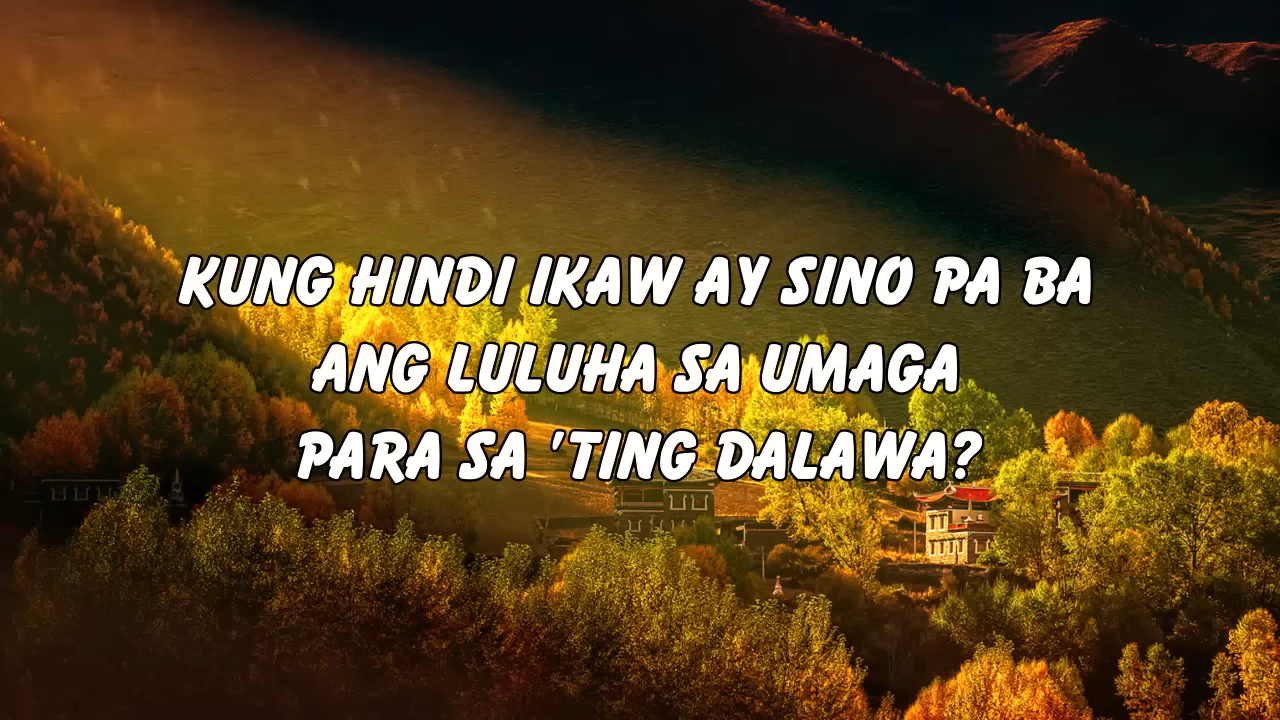 KUNG HINDI IKAW AY SINO PA BA
ANG LULUHA SA UMAGA
PARA SA 'TING DALAWA?